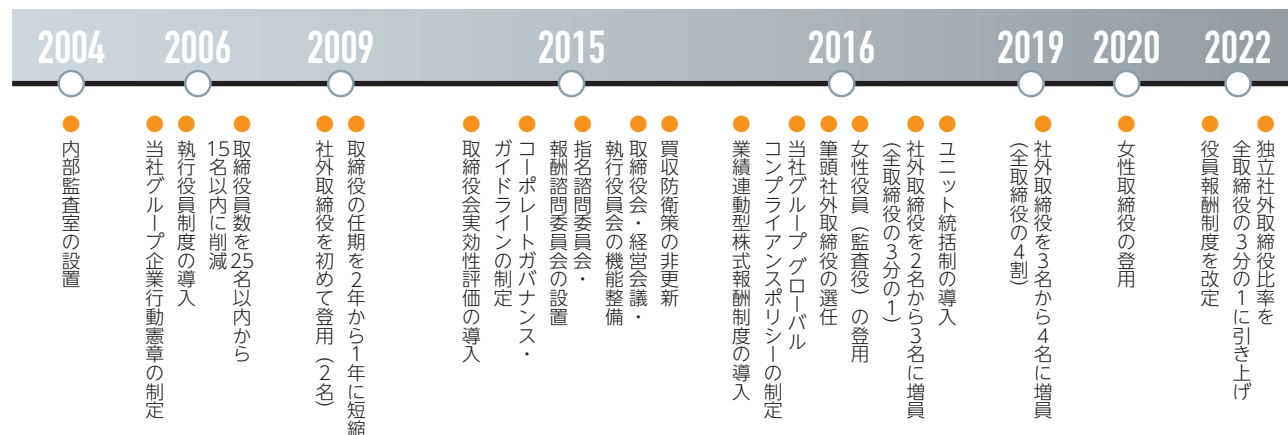 2004
内部監査室の設置
2006
取締役員数を25名以内から
15名以内に削減
執行役員制度の導入
当社グループ企業行動憲章の制定
2009
取締役の任期を2年から1年に短縮
社外取締役を初めて登用（2名）
2015
買収防衛策の非更新
取締役会・経営会議・
執行役員会の機能整備
指名諮問委員会・
報酬諮問委員会の設置
コーポレートガバナンス・
ガイドラインの制定
取締役会実効性評価の導入
2016
ユニット統括制の導入
社外取締役を2名から3名に増員
（全取締役の3分の1）
女性役員（監査役）の登用
筆頭社外取締役の選任
当社グループ グローバル
コンプライアンスポリシーの制定
業績連動型株式報酬制度の導入
2019
社外取締役を3名から4名に増員
（全取締役の4割）
2020
女性取締役の登用
2022
独立社外取締役比率を
全取締役の3分の1に引き上げ
役員報酬制度を改定